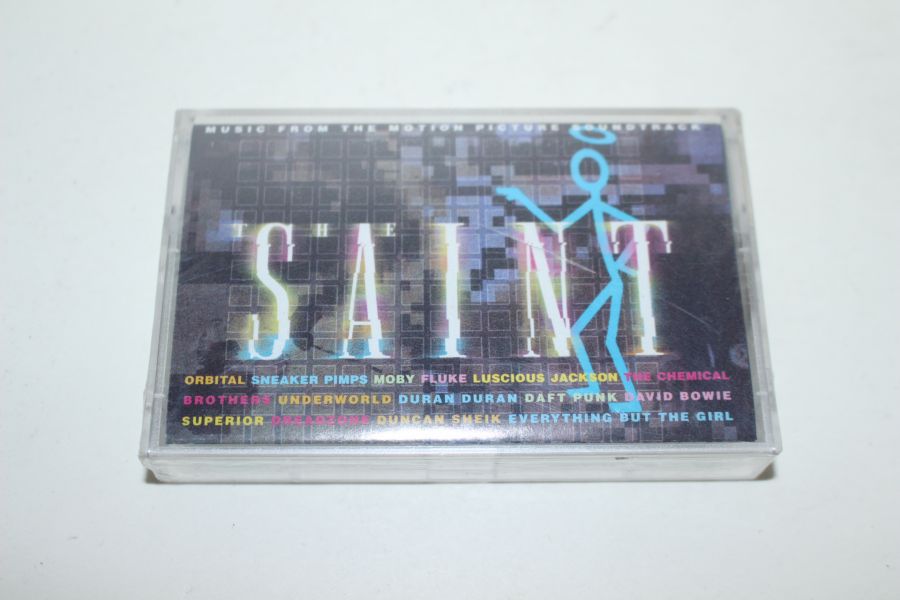 MUSIC FROM THE MOTION PICTURE SOUNDTRACK
THE
SAINT
ORBITAL SNEAKER PIMPS MOBY FLUKE LUSCIOUS JACKSON THE CHEMICAL
BROTHERS UNDERWORLD DURAN DURAN DAFT PUNK DAVID BOWIE
SUPERIOR DREADZONE DUNCAN SHEIK EVERYTHING BUT THE GIRL